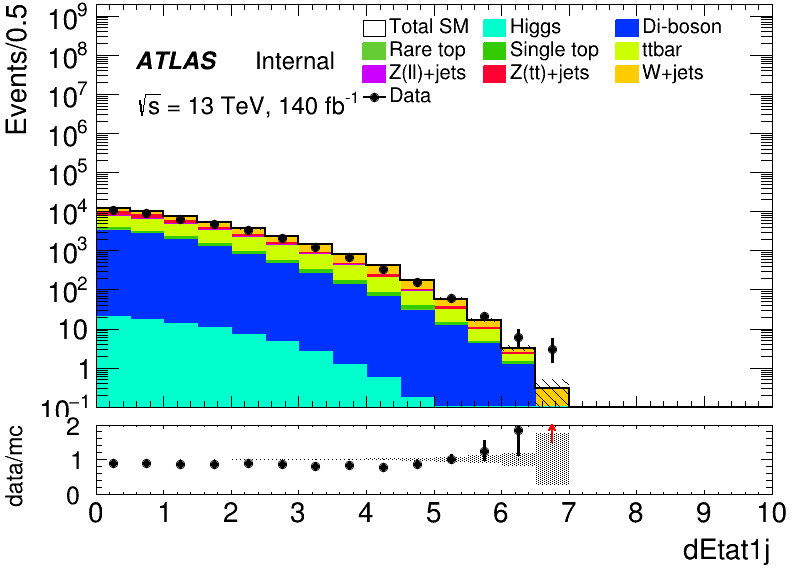 Events/0.5
10⁹
10⁸
10⁷
10⁶
10⁵
10⁴
10³
10²
10
1
10⁻¹
ATLAS Internal
√s = 13 TeV, 140 fb⁻¹
Total SM Higgs Di-boson
Rare top Single top ttbar
Z(ll)+jets Z(tt)+jets W+jets
Data
data/mc
2
1
0
0 1 2 3 4 5 6 7 8 9 10
dEtat1j